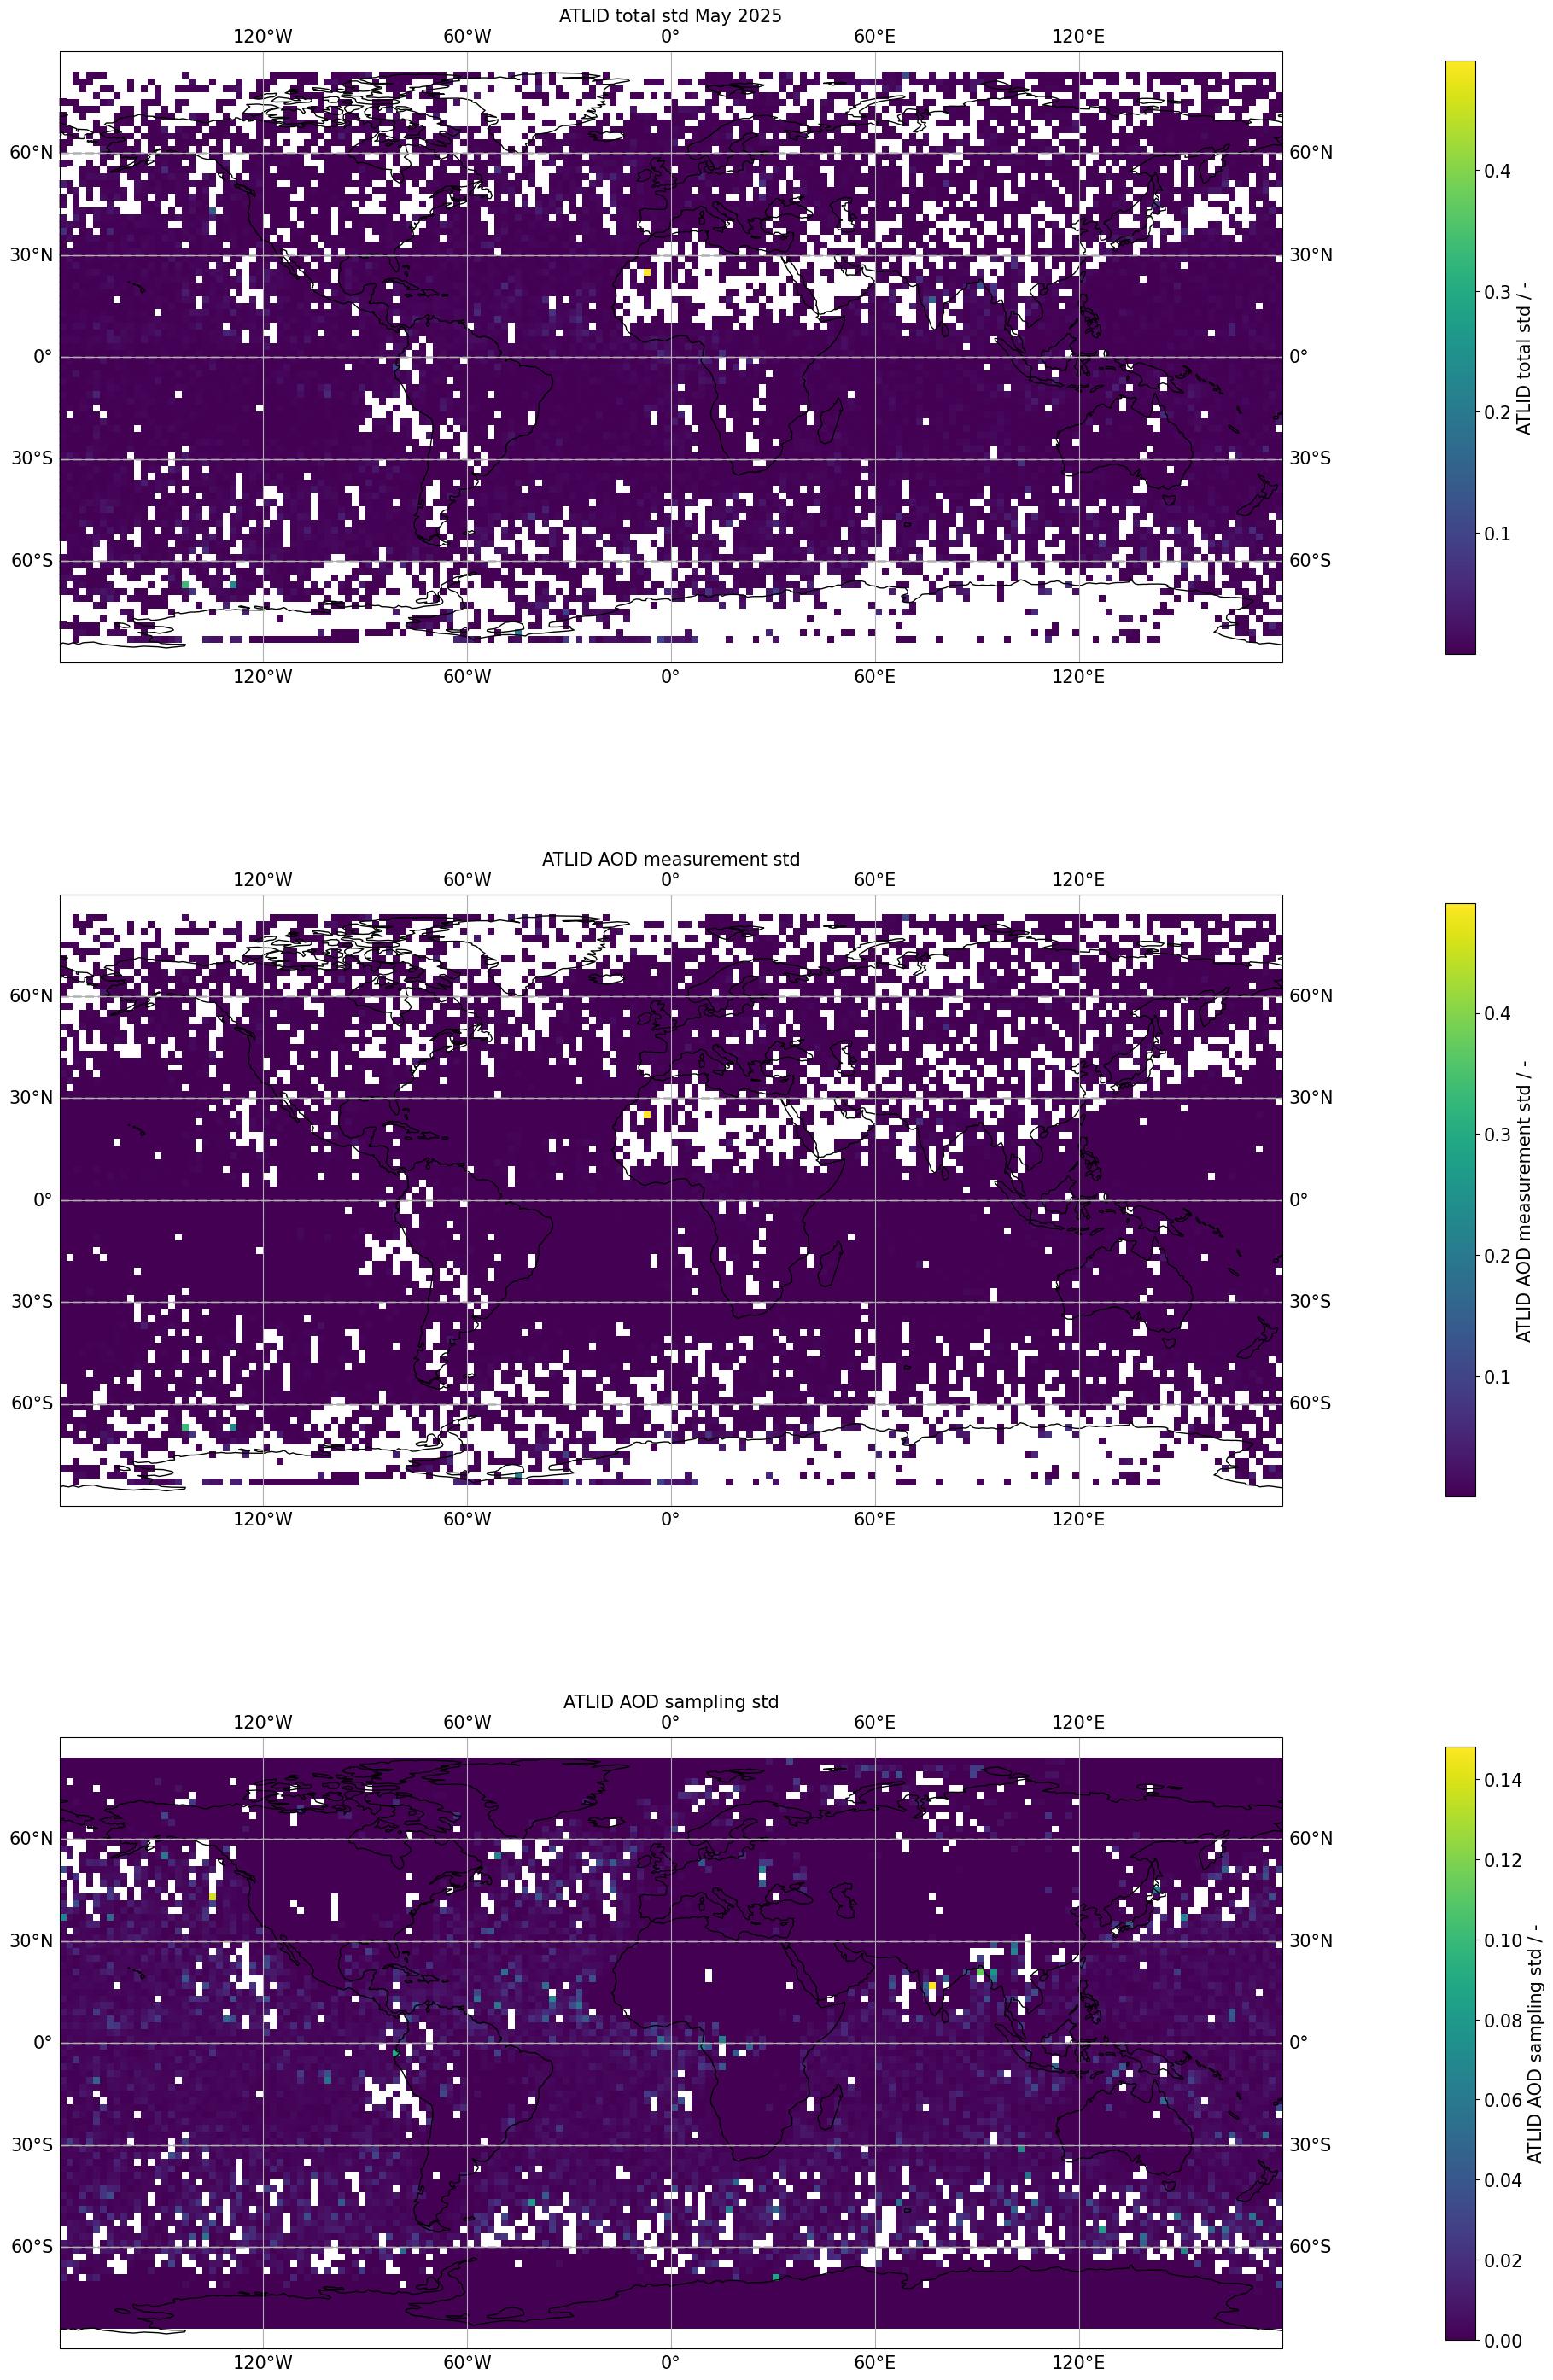 ATLID total std May 2025
120°W 60°W 0° 60°E 120°E
60°N 60°N
30°N 30°N
0° 0°
30°S 30°S
60°S 60°S
120°W 60°W 0° 60°E 120°E
0.4
0.3
0.2
0.1
ATLID total std / -
ATLID AOD measurement std
120°W 60°W 0° 60°E 120°E
60°N 60°N
30°N 30°N
0° 0°
30°S 30°S
60°S 60°S
120°W 60°W 0° 60°E 120°E
0.4
0.3
0.2
0.1
ATLID AOD measurement std / -
ATLID AOD sampling std
120°W 60°W 0° 60°E 120°E
60°N 60°N
30°N 30°N
0° 0°
30°S 30°S
60°S 60°S
120°W 60°W 0° 60°E 120°E
0.14
0.12
0.10
0.08
0.06
0.04
0.02
0.00
ATLID AOD sampling std / -